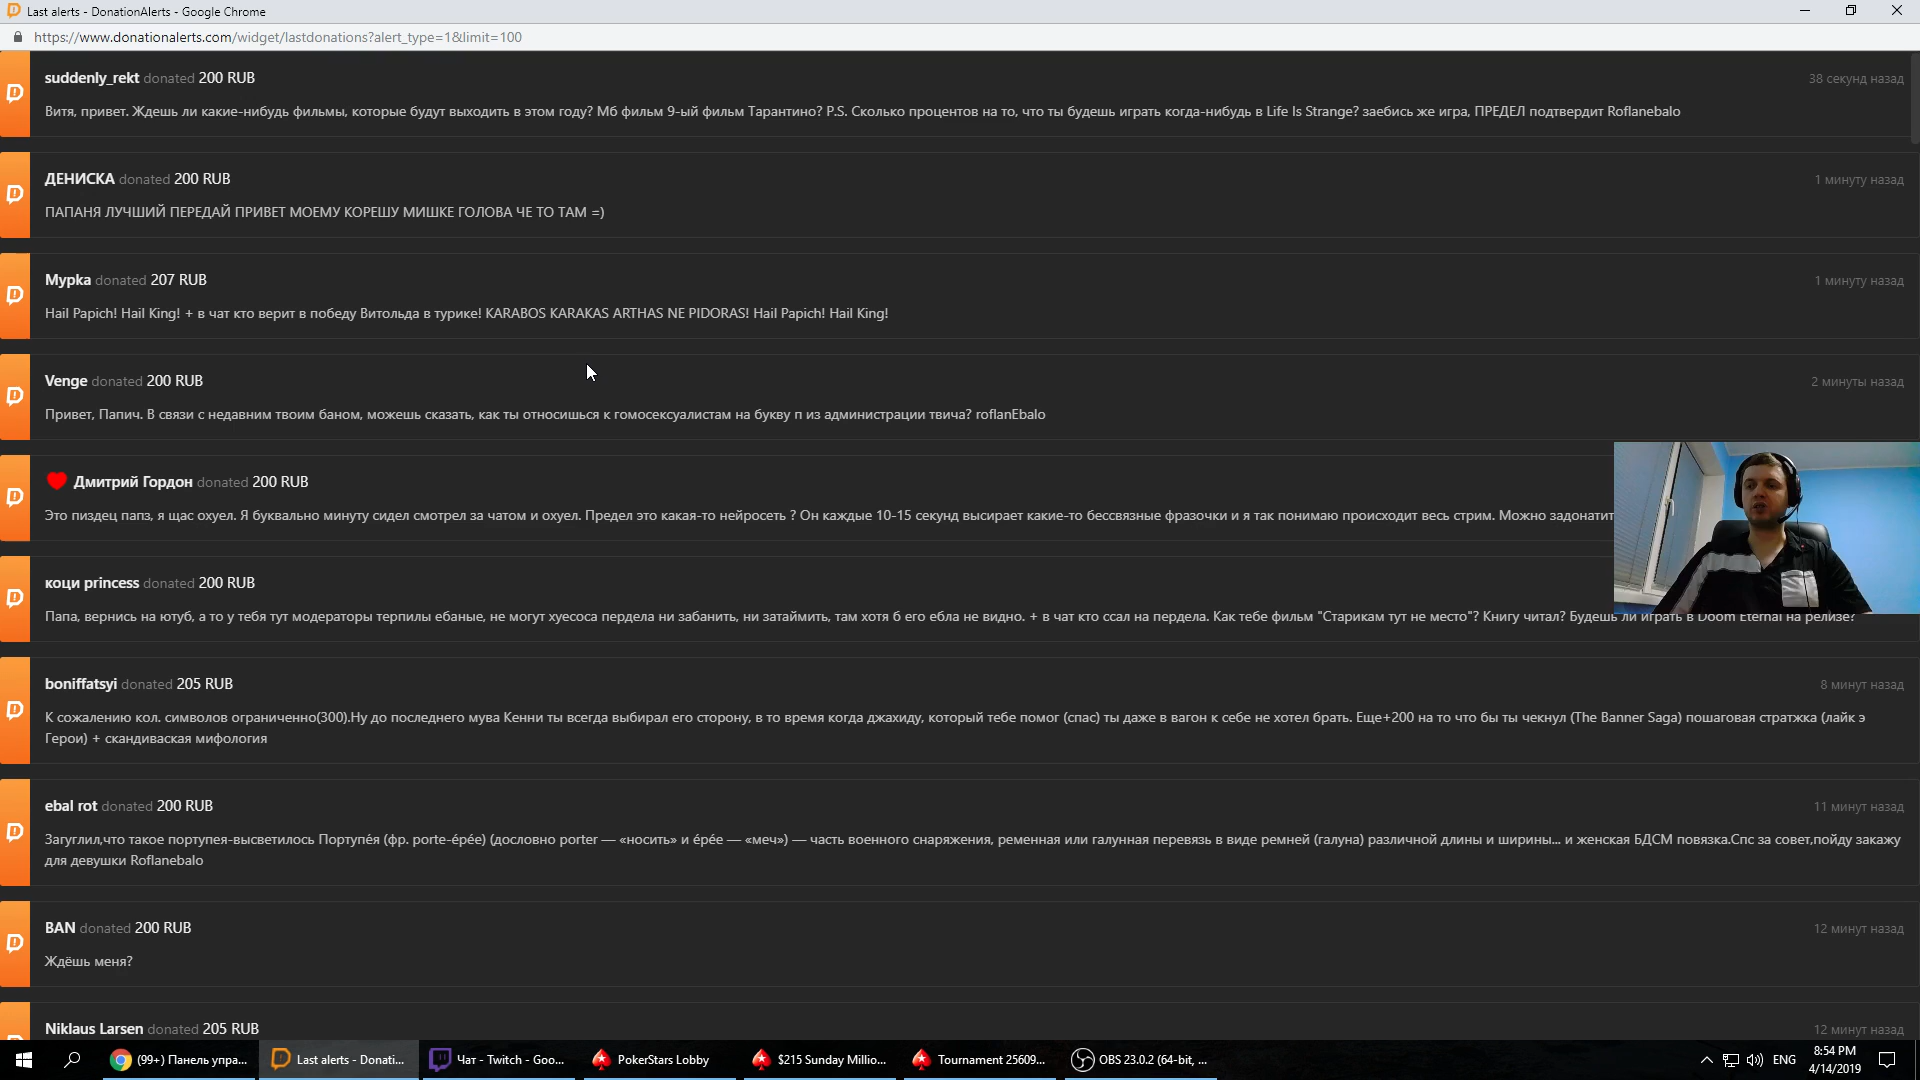 Last alerts - DonationAlerts - Google Chrome
https://www.donationalerts.com/widget/lastdonations?alert_type=1&limit=100
suddenly_rekt donated 200 RUB
38 секунд назад
Витя, привет. Ждешь ли какие-нибудь фильмы, которые будут выходить в этом году? Мб фильм 9-ый фильм Тарантино? P.S. Сколько процентов на то, что ты будешь играть когда-нибудь в Life Is Strange? заебись же игра, ПРЕДЕЛ подтвердит Roflanebalo
ДЕНИСКА donated 200 RUB
1 минуту назад
ПАПАНЯ ЛУЧШИЙ ПЕРЕДАЙ ПРИВЕТ МОЕМУ КОРЕШУ МИШКЕ ГОЛОВА ЧЕ ТО ТАМ =)
Мурка donated 207 RUB
1 минуту назад
Hail Papich! Hail King! + в чат кто верит в победу Витольда в турике! KARABOS KARAKAS ARTHAS NE PIDORAS! Hail Papich! Hail King!
Venge donated 200 RUB
2 минуты назад
Привет, Папич. В связи с недавним твоим баном, можешь сказать, как ты относишься к гомосексуалистам на букву п из администрации твича? roflanEbalo
Дмитрий Гордон donated 200 RUB
Это пиздец папз, я щас охуел. Я буквально минуту сидел смотрел за чатом и охуел. Предел это какая-то нейросеть ? Он каждые 10-15 секунд высирает какие-то бессвязные фразочки и я так понимаю происходит весь стрим. Можно задонатит
коци princess donated 200 RUB
Папа, вернись на ютуб, а то у тебя тут модераторы терпилы ебаные, не могут хуесоса пердела ни забанить, ни затаймить, там хотя б его ебла не видно. + в чат кто ссал на пердела. Как тебе фильм "Старикам тут не место"? Книгу читал? Будешь ли играть в Doom Eternal на релизе?
boniffatsyi donated 205 RUB
8 минут назад
К сожалению кол. символов ограниченно(300).Ну до последнего мува Кенни ты всегда выбирал его сторону, в то время когда джахиду, который тебе помог (спас) ты даже в вагон к себе не хотел брать. Еще+200 на то что бы ты чекнул (The Banner Saga) пошаговая стратжка (лайк э
Герои) + скандиваская мифология
ebal rot donated 200 RUB
11 минут назад
Загуглил,что такое портупея-высветилось Портупе́я (фр. porte-épée) (дословно porter — «носить» и épée — «меч») — часть военного снаряжения, ременная или галунная перевязь в виде ремней (галуна) различной длины и ширины... и женская БДСМ повязка.Спс за совет,пойду закажу
для девушки Roflanebalo
BAN donated 200 RUB
12 минут назад
Ждёшь меня?
Niklaus Larsen donated 205 RUB
12 минут назад
(99+) Панель упра...
Last alerts - Donati...
Чат - Twitch - Goo...
PokerStars Lobby
$215 Sunday Millio...
Tournament 25609...
OBS 23.0.2 (64-bit, ...
ENG
8:54 PM
4/14/2019